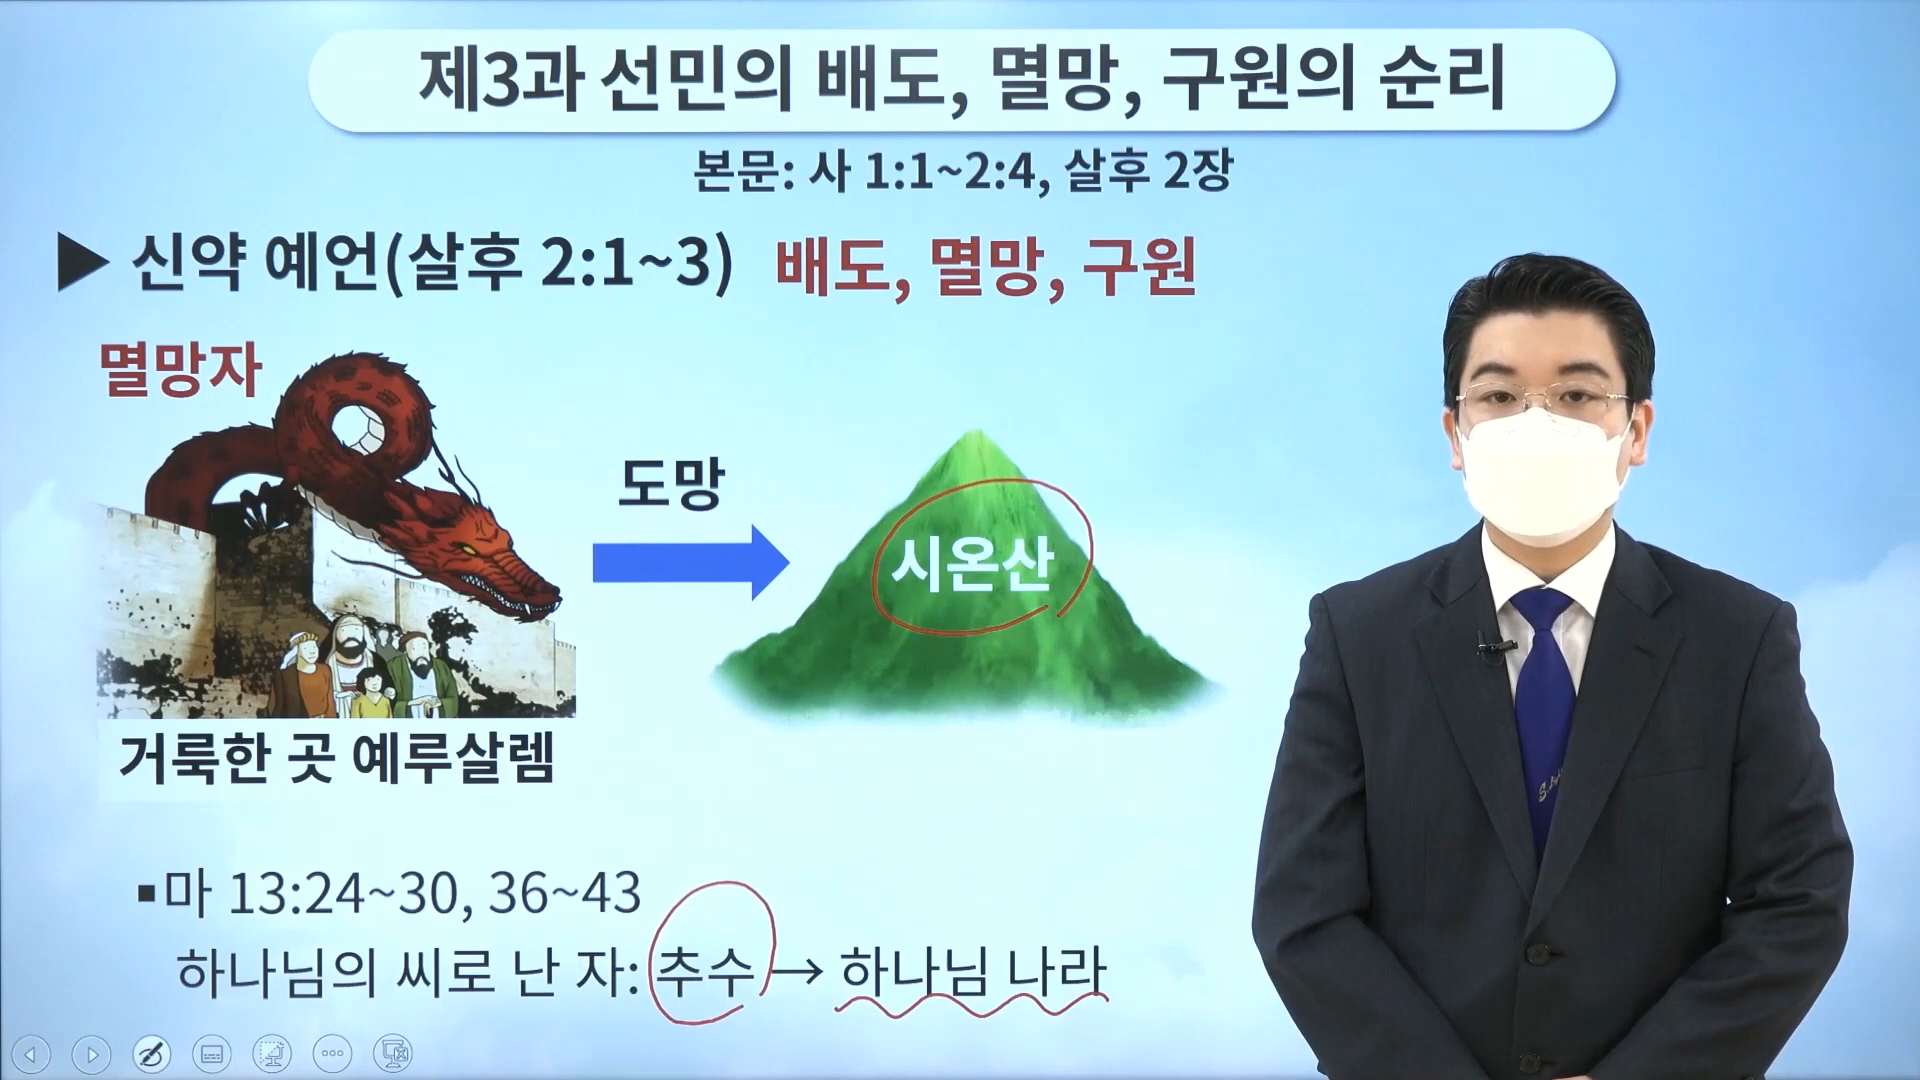 제3과 선민의 배도, 멸망, 구원의 순리
본문: 사 1:1~2:4, 살후 2장
▶ 신약 예언(살후 2:1~3) 배도, 멸망, 구원
멸망자
도망
시온산
거룩한 곳 예루살렘
▪마 13:24~30, 36~43
하나님의 씨로 난 자: 추수 → 하나님 나라